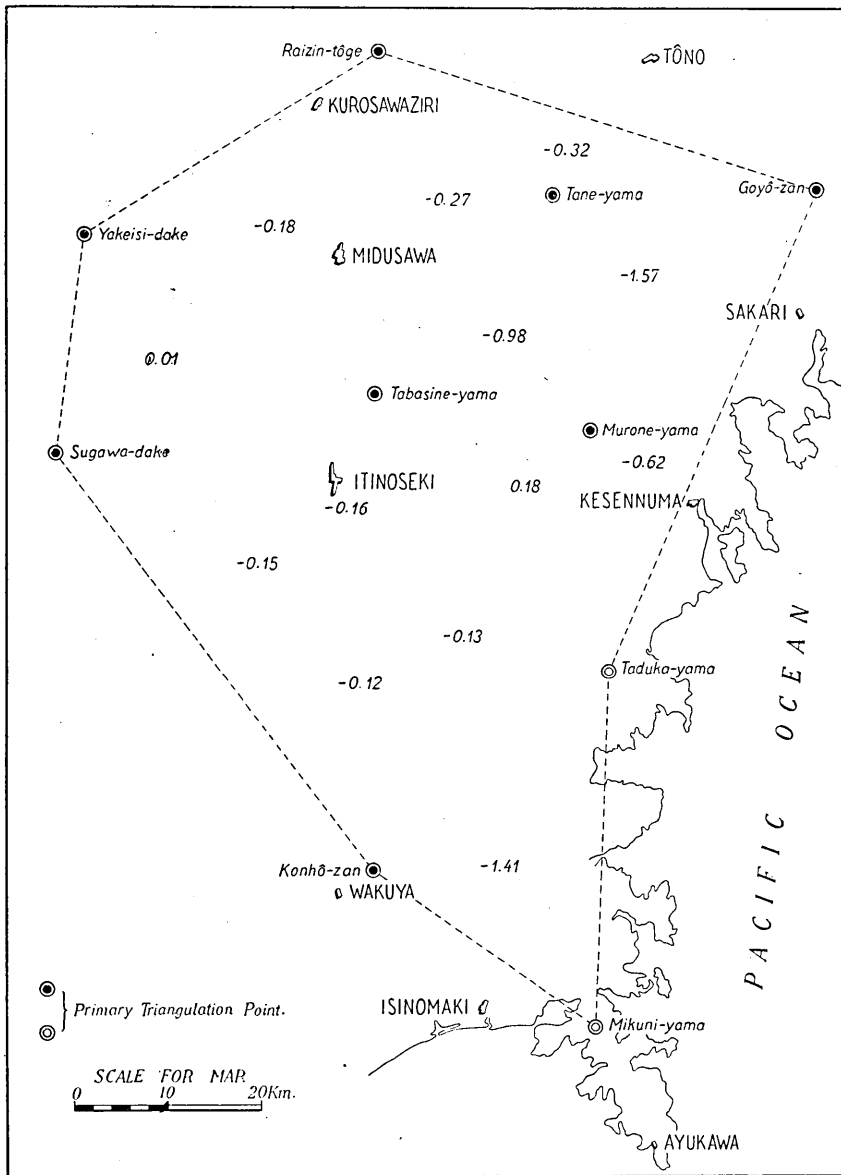 Raizin-tôge
TÔNO
KUROSAWAZIRI
-0.32
Goyô-zan
Tane-yama
-0.27
-0.18
Yakeisi-dake
MIDUSAWA
-1.57
SAKARI
-0.98
0.01
Tabasine-yama
Murone-yama
Sugawa-dake
-0.62
ITINOSEKI
0.18
KESENNUMA
-0.16
-0.15
-0.13
Taduka-yama
-0.12
PACIFIC OCEAN
Konhô-zan
-1.41
WAKUYA
ISINOMAKI
Primary Triangulation Point.
Mikuni-yama
SCALE FOR MAP.
0 10 20Km.
AYUKAWA